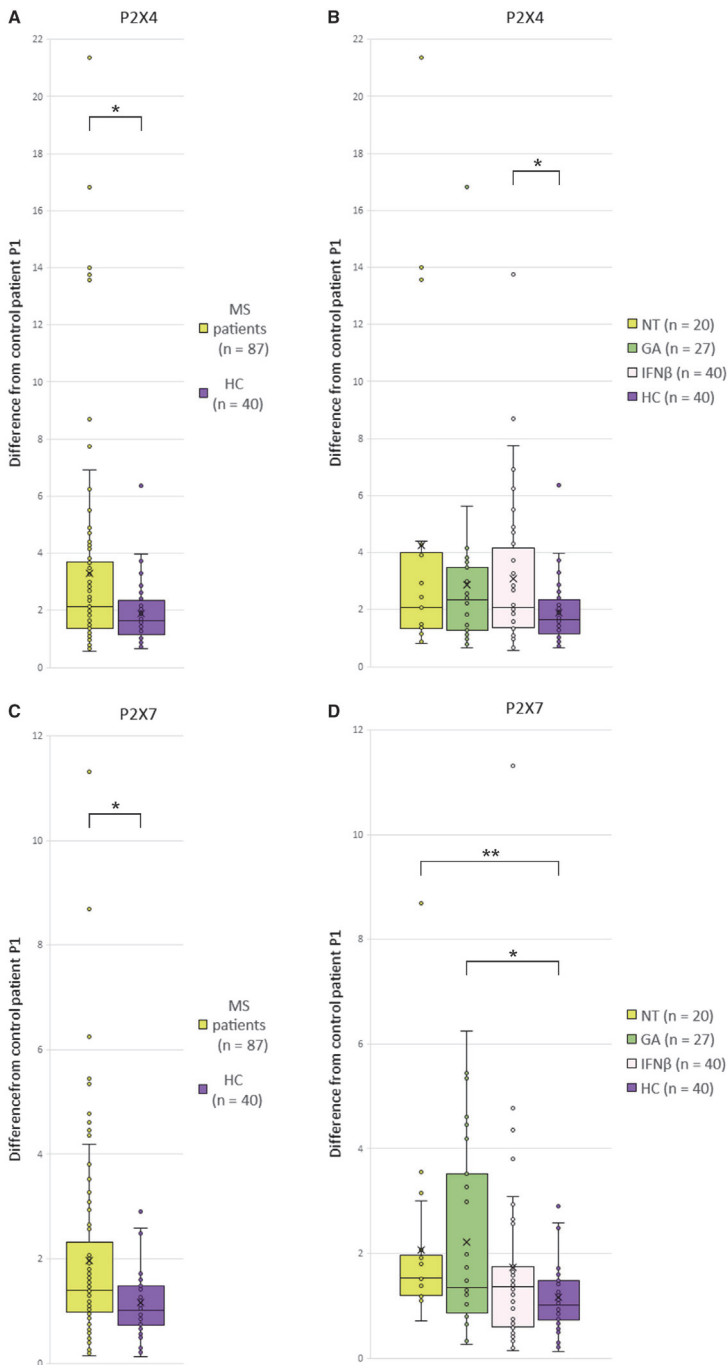 A
P2X4
Difference from control patient P1
22
20
18
16
14
12
10
8
6
4
2
0
*
MS
patients
(n = 87)
HC
(n = 40)
B
P2X4
Difference from control patient P1
22
20
18
16
14
12
10
8
6
4
2
0
*
NT (n = 20)
GA (n = 27)
IFNβ (n = 40)
HC (n = 40)
C
P2X7
Differencefrom control patient P1
12
10
8
6
4
2
0
*
MS
patients
(n = 87)
HC
(n = 40)
D
P2X7
Difference from control patient P1
12
10
8
6
4
2
0
**
*
NT (n = 20)
GA (n = 27)
IFNβ (n = 40)
HC (n = 40)